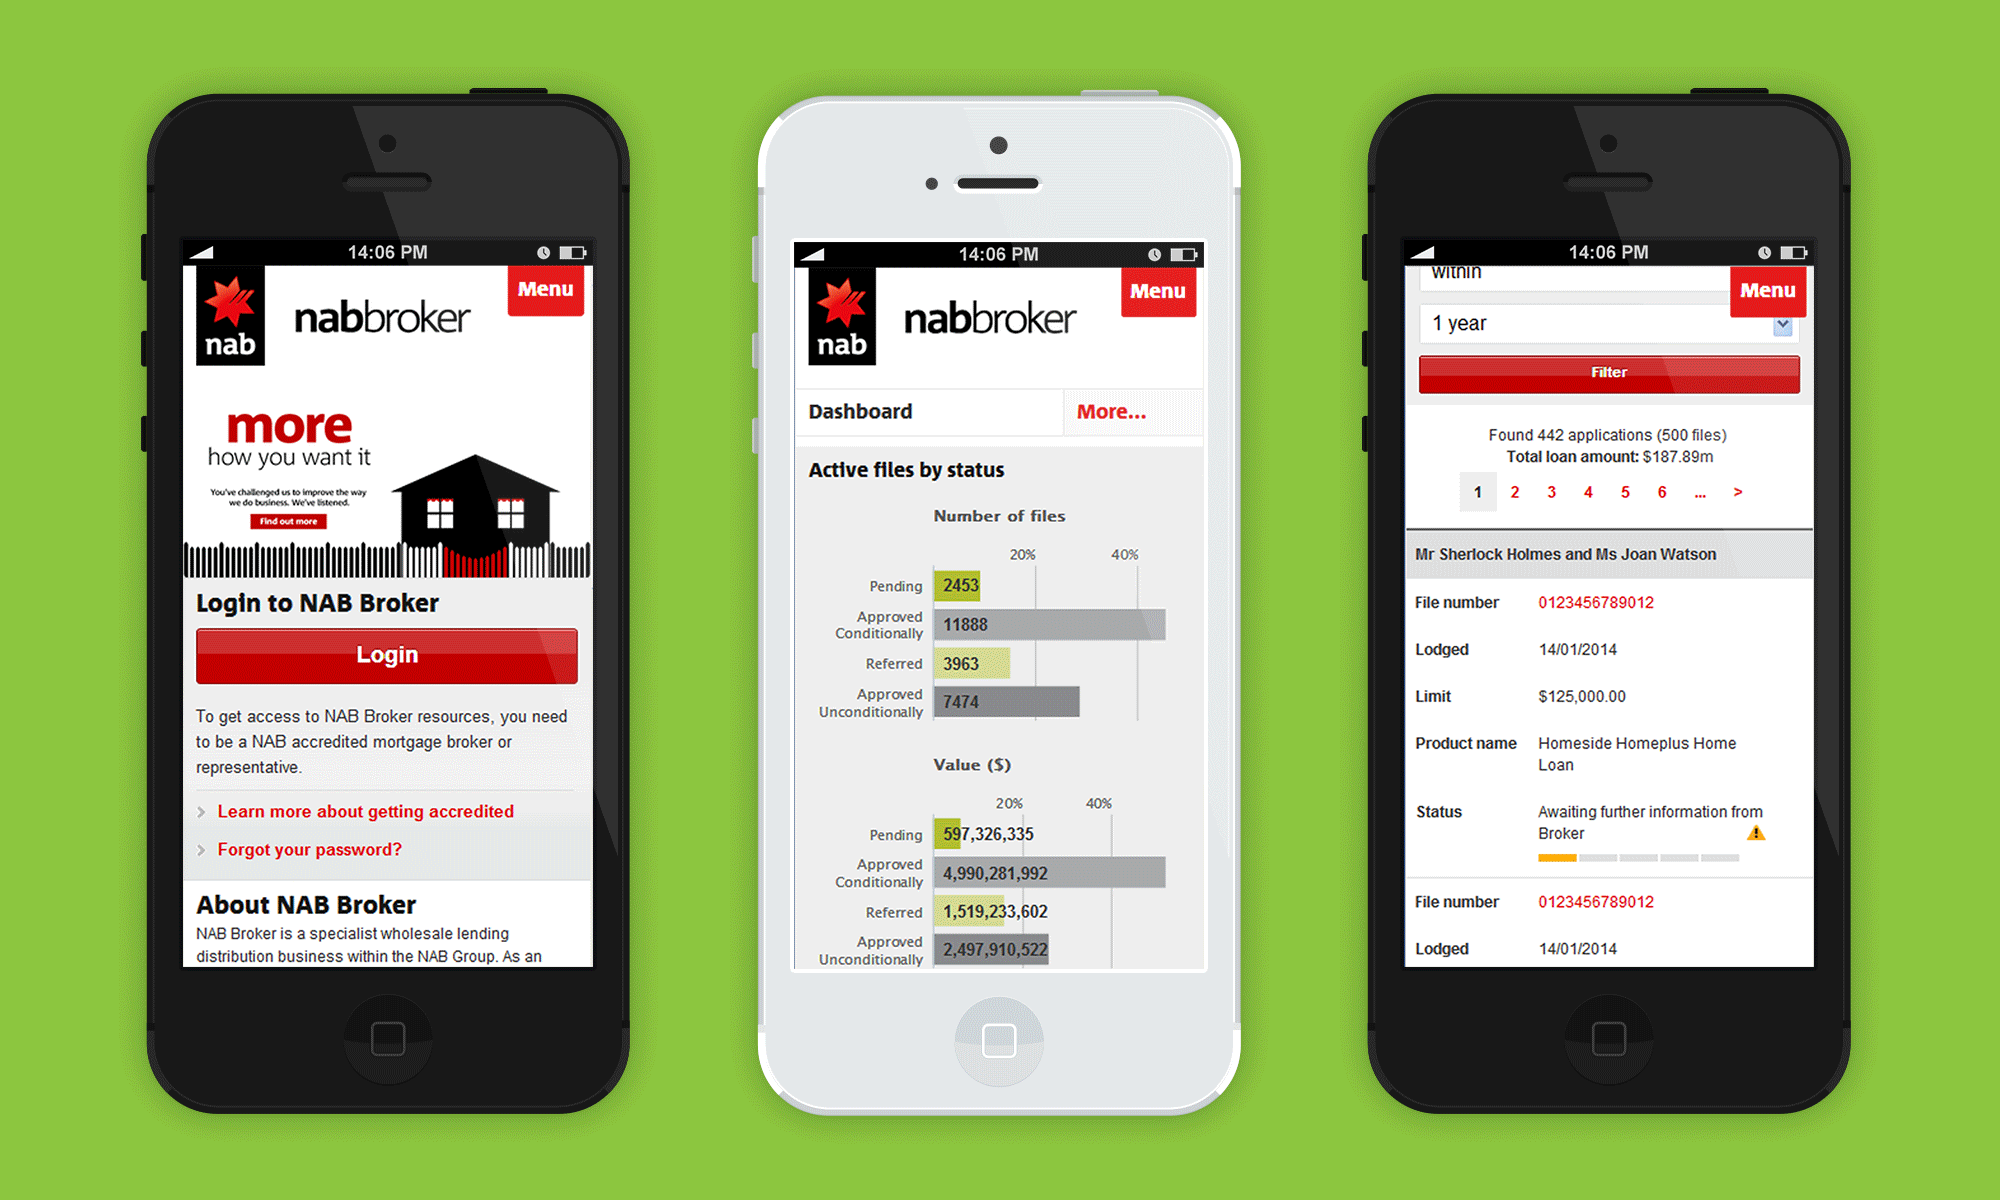 14:06 PM
nab
nabbroker
Menu
more
how you want it
You've challenged us to improve the way
we do business. We've listened.
Find out more
Login to NAB Broker
Login
To get access to NAB Broker resources, you need
to be a NAB accredited mortgage broker or
representative.
Learn more about getting accredited
Forgot your password?
About NAB Broker
NAB Broker is a specialist wholesale lending
distribution business within the NAB Group. As an
14:06 PM
nab
nabbroker
Menu
Dashboard
More...
Active files by status
Number of files
20% 40%
Pending 2453
Approved
Conditionally 11888
Referred 3963
Approved
Unconditionally 7474
Value ($)
20% 40%
Pending 597,326,335
Approved
Conditionally 4,990,281,992
Referred 1,519,233,602
Approved
Unconditionally 2,497,910,522
14:06 PM
within
Menu
1 year
Filter
Found 442 applications (500 files)
Total loan amount: $187.89m
1 2 3 4 5 6 ... >
Mr Sherlock Holmes and Ms Joan Watson
File number 0123456789012
Lodged 14/01/2014
Limit $125,000.00
Product name Homeside Homeplus Home
Loan
Status Awaiting further information from
Broker
File number 0123456789012
Lodged 14/01/2014